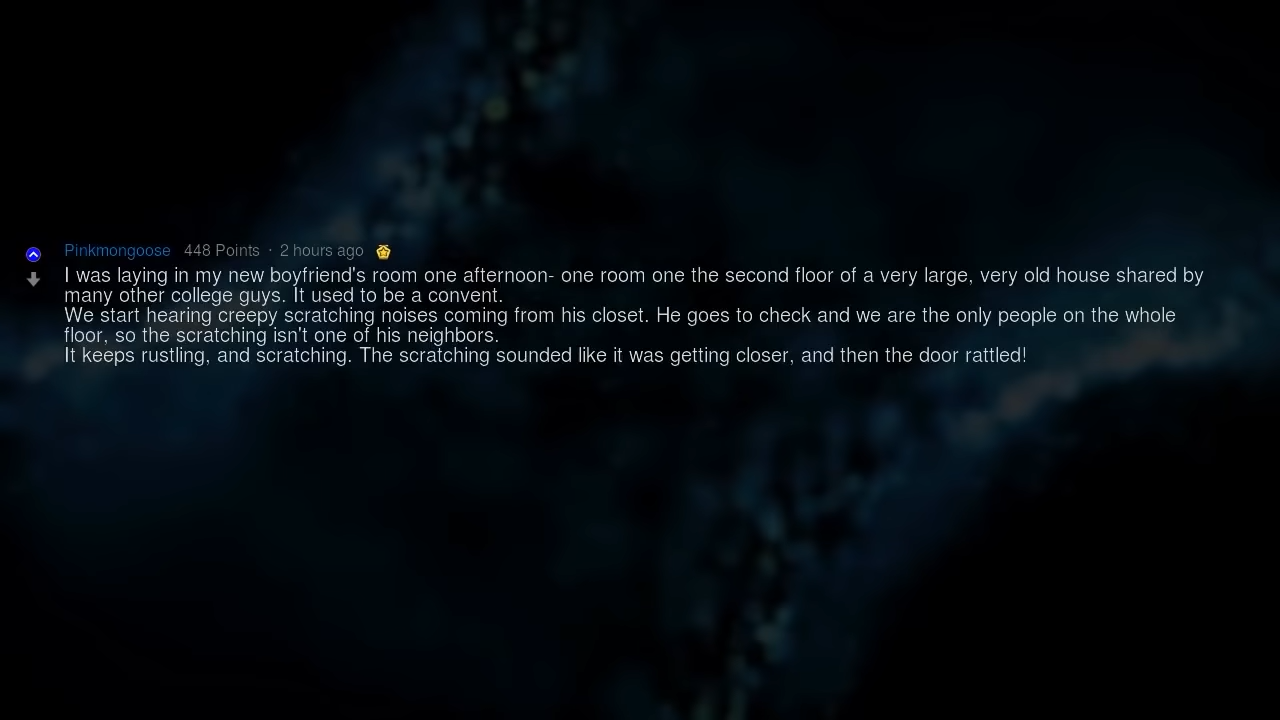 Pinkmongoose 448 Points · 2 hours ago
I was laying in my new boyfriend's room one afternoon- one room one the second floor of a very large, very old house shared by
many other college guys. It used to be a convent.
We start hearing creepy scratching noises coming from his closet. He goes to check and we are the only people on the whole
floor, so the scratching isn't one of his neighbors.
It keeps rustling, and scratching. The scratching sounded like it was getting closer, and then the door rattled!